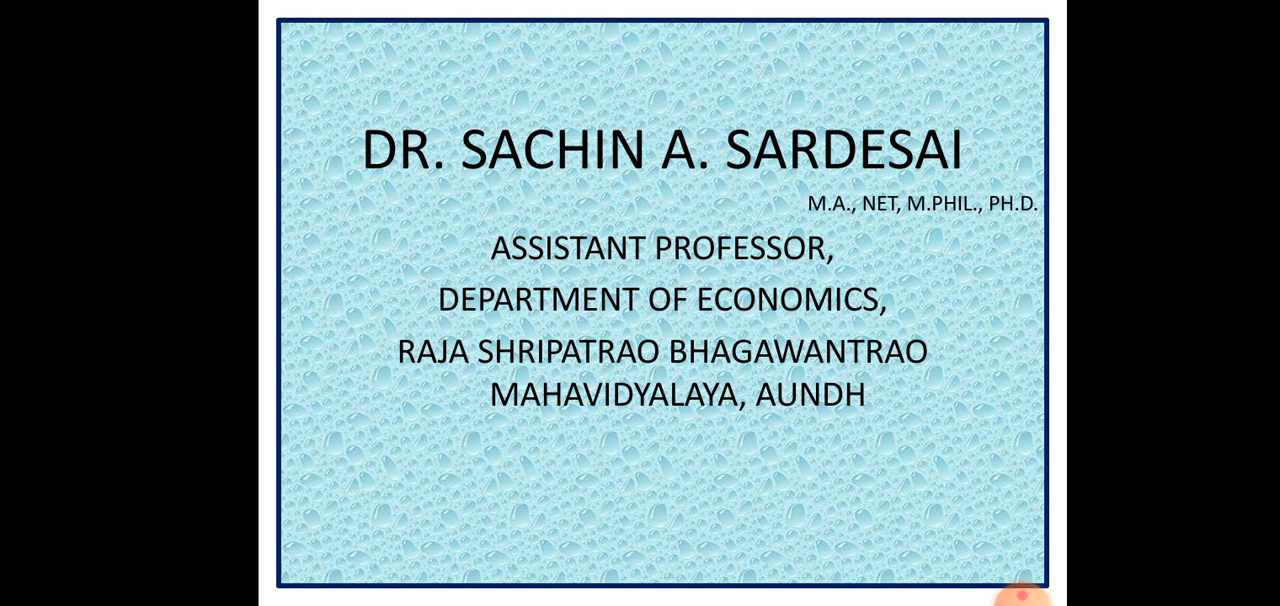 DR. SACHIN A. SARDESAI
M.A., NET, M.PHIL., PH.D.
ASSISTANT PROFESSOR,
DEPARTMENT OF ECONOMICS,
RAJA SHRIPATRAO BHAGAWANTRAO
MAHAVIDYALAYA, AUNDH